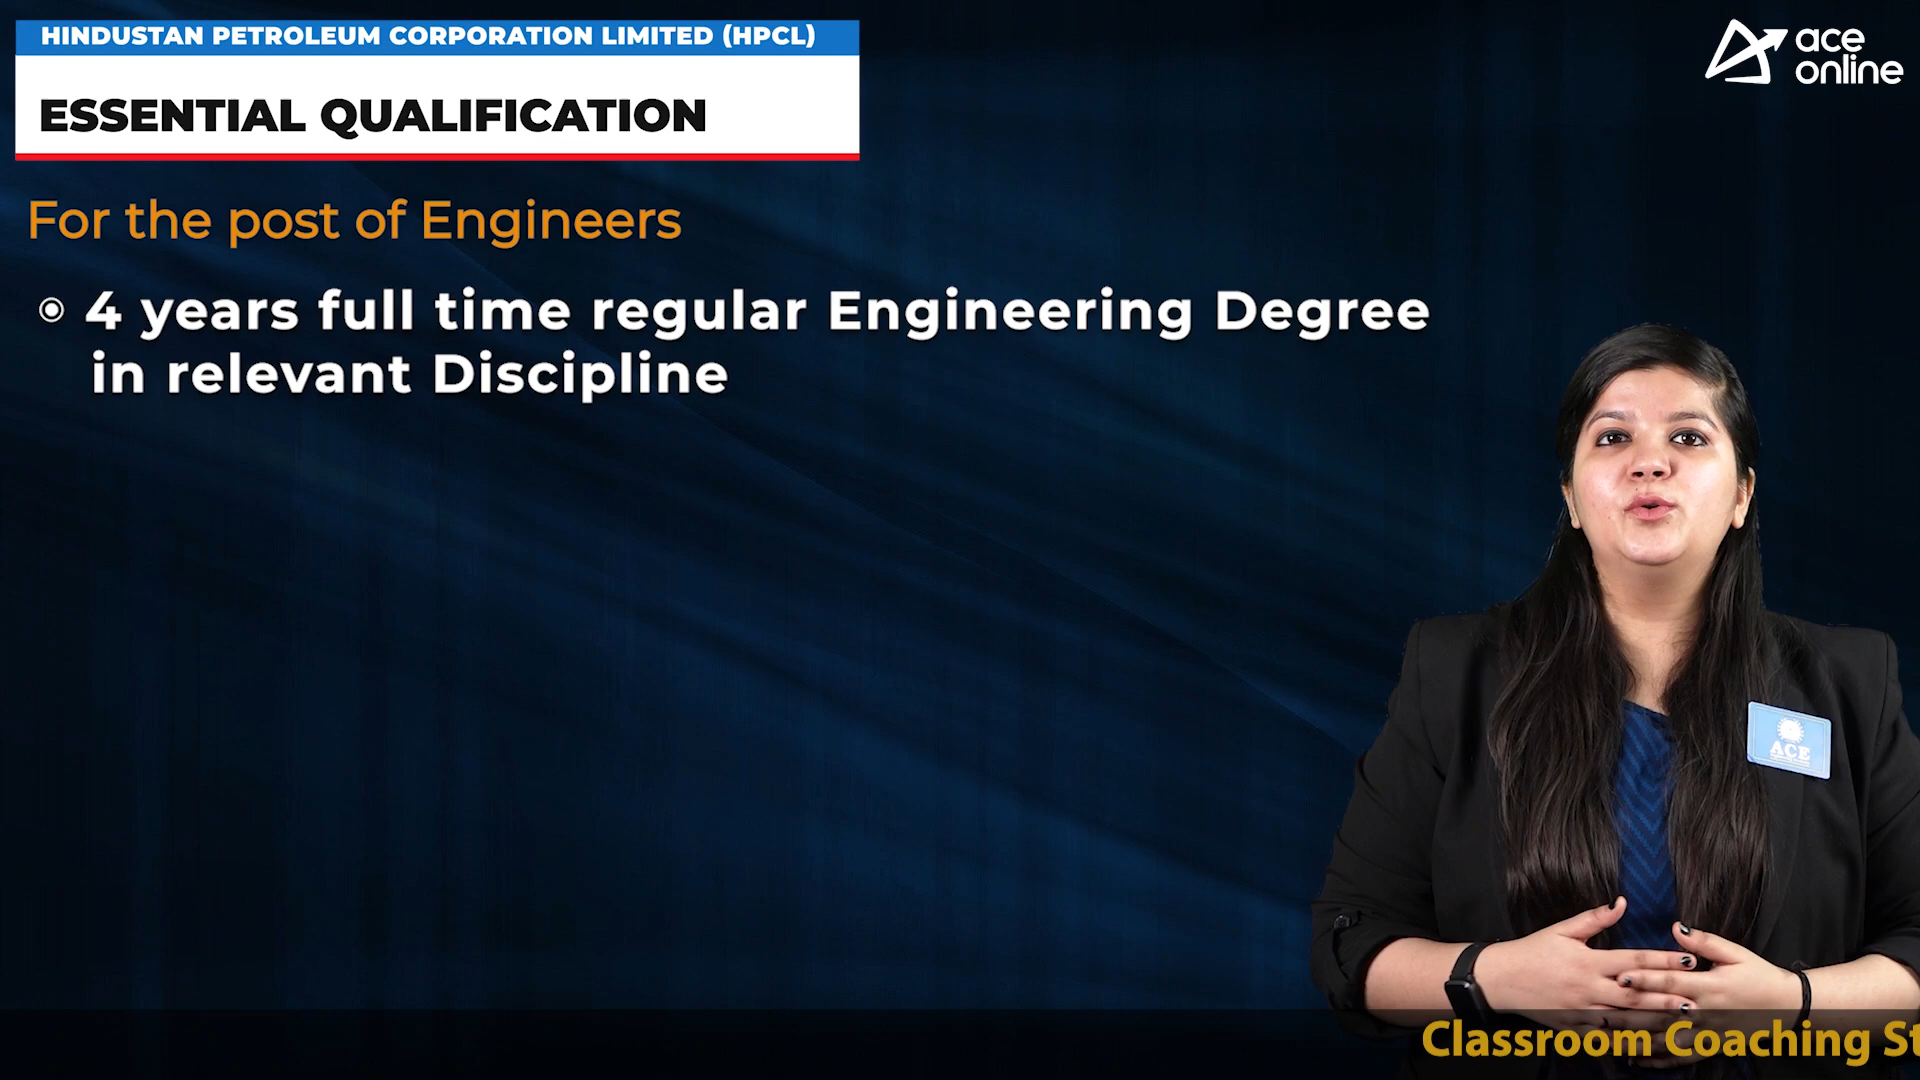 HINDUSTAN PETROLEUM CORPORATION LIMITED (HPCL)
ESSENTIAL QUALIFICATION
ace
online
For the post of Engineers
4 years full time regular Engineering Degree
in relevant Discipline
ACE
Classroom Coaching St